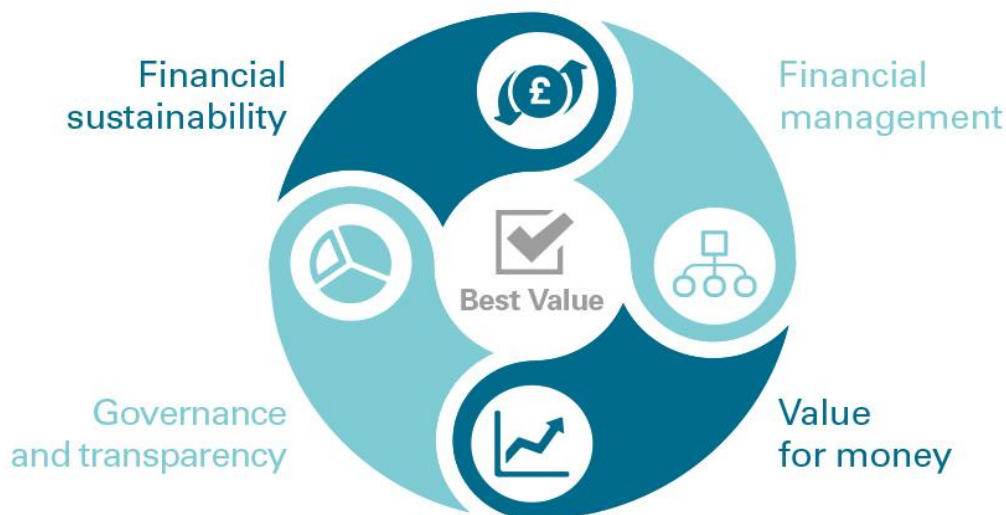 Financial
sustainability
Financial
management
£
Best Value
Governance
and transparency
Value
for money